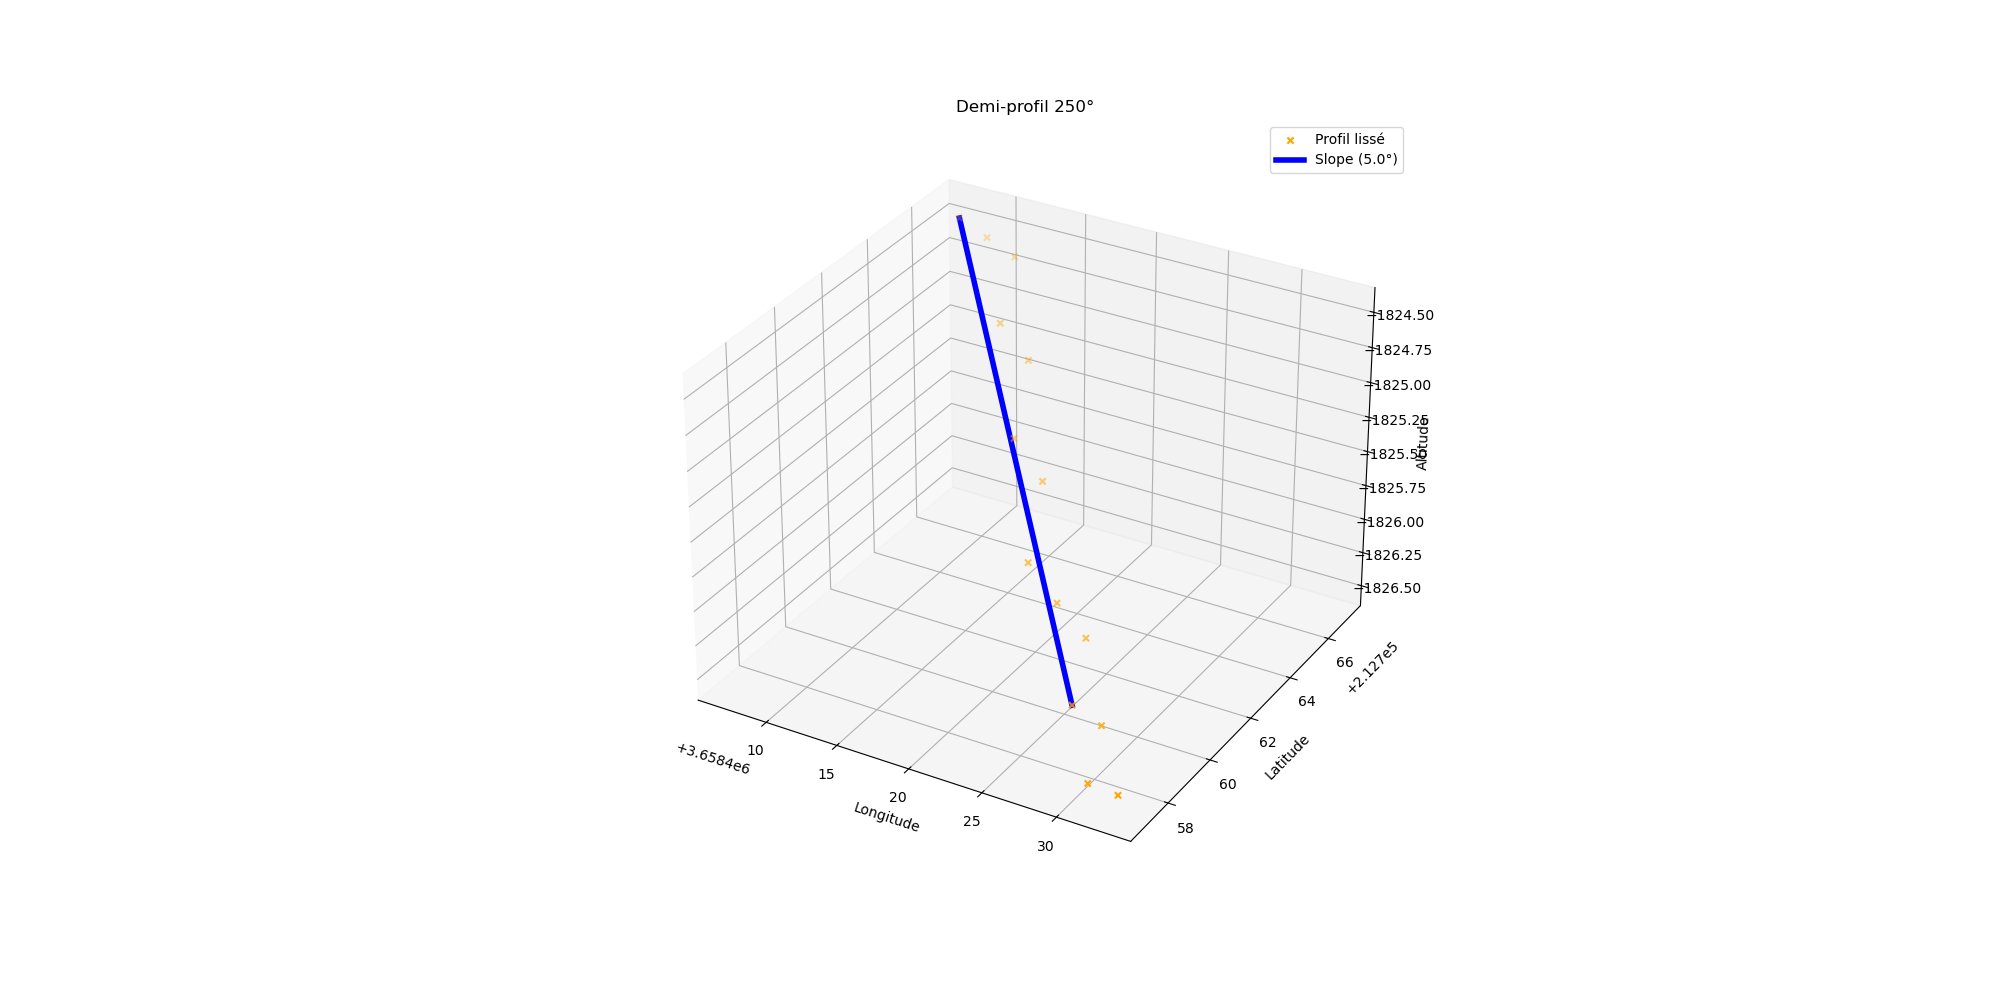 Demi-profil 250°
Profil lissé
Slope (5.0°)
−1824.50
−1824.75
−1825.00
−1825.25
−1825.50
−1825.75
−1826.00
−1826.25
−1826.50
Altitude
66
64
62
60
58
+2.127e5
Latitude
10
15
20
25
30
+3.6584e6
Longitude